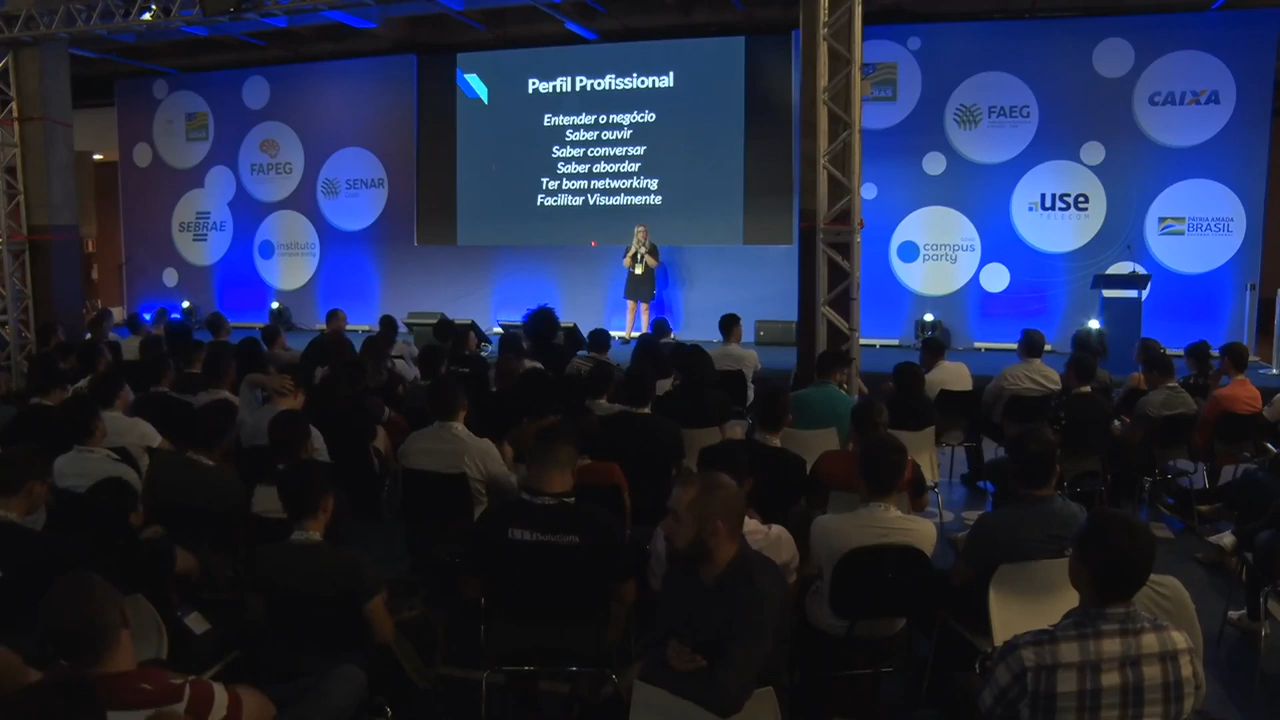 Perfil Profissional
Entender o negócio
Saber ouvir
Saber conversar
Saber abordar
Ter bom networking
Facilitar Visualmente
FAPEG
SENAR
SEBRAE
instituto
campus party
FAEG
CAIXA
use
TELECOM
PÁTRIA AMADA
BRASIL
campus
party